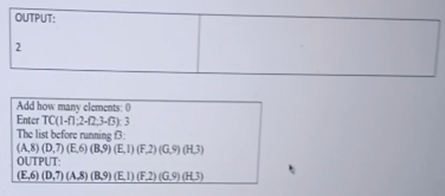 OUTPUT:
2
Add how many elements: 0
Enter TC(1-f1;2-f2,3-f3): 3
The list before running f3:
(A,8) (D,7) (E,6) (B,9) (E,1) (F,2) (G,9) (H,3)
OUTPUT:
(E,6) (D,7) (A,8) (B,9) (E,1) (F,2) (G,9) (H,3)